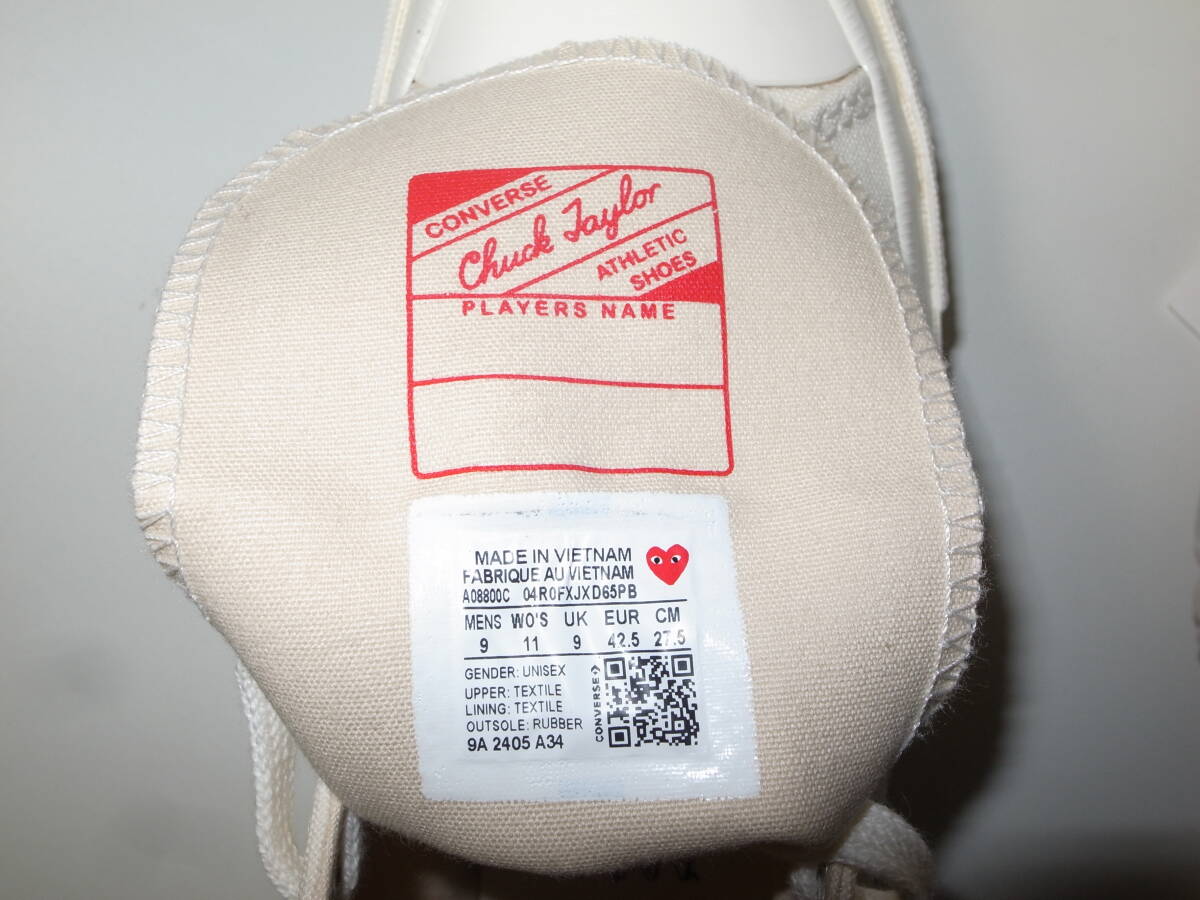 CONVERSE
Chuck Taylor
ATHLETIC
SHOES
PLAYERS NAME
MADE IN VIETNAM
FABRIQUE AU VIETNAM
A08800C 04R0FXJXD65PB
MENS WO'S UK EUR CM
9 11 9 42.5 27.5
GENDER: UNISEX
UPPER: TEXTILE
LINING: TEXTILE
OUTSOLE: RUBBER
9A 2405 A34
CONVERSE